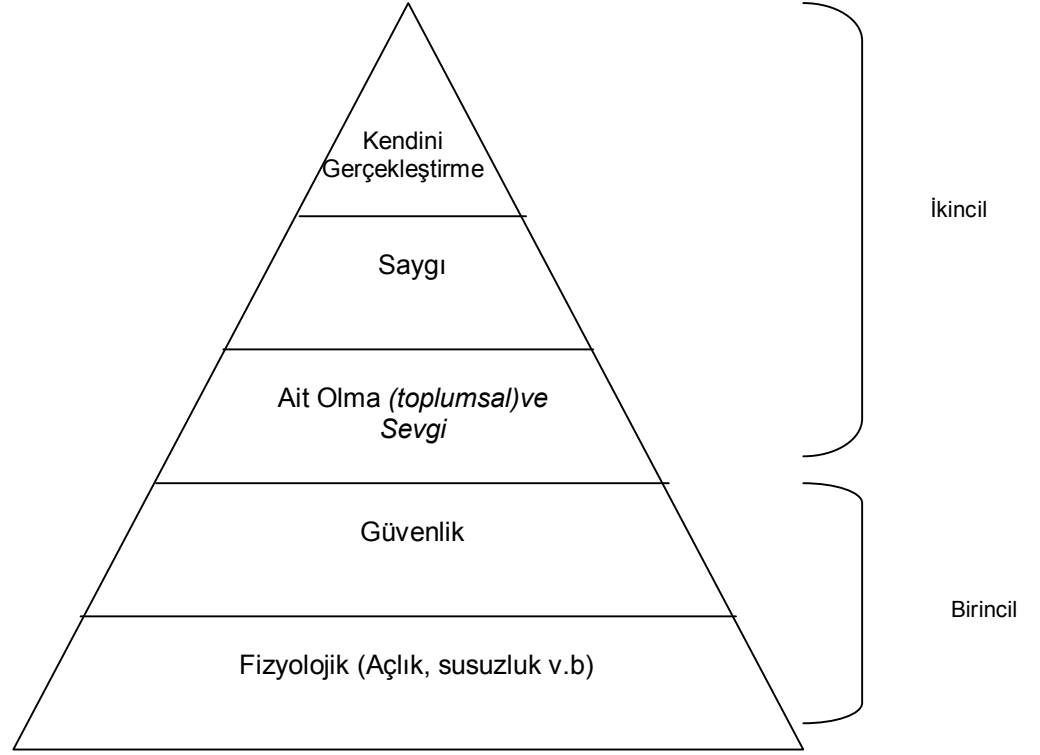 Kendini
Gerçekleştirme
İkincil
Saygı
Ait Olma (toplumsal)ve
Sevgi
Güvenlik
Birincil
Fizyolojik (Açlık, susuzluk v.b)